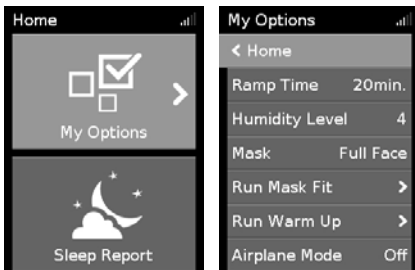 Home
My Options
Sleep Report
My Options
< Home
Ramp Time 20min.
Humidity Level 4
Mask Full Face
Run Mask Fit >
Run Warm Up >
Airplane Mode Off